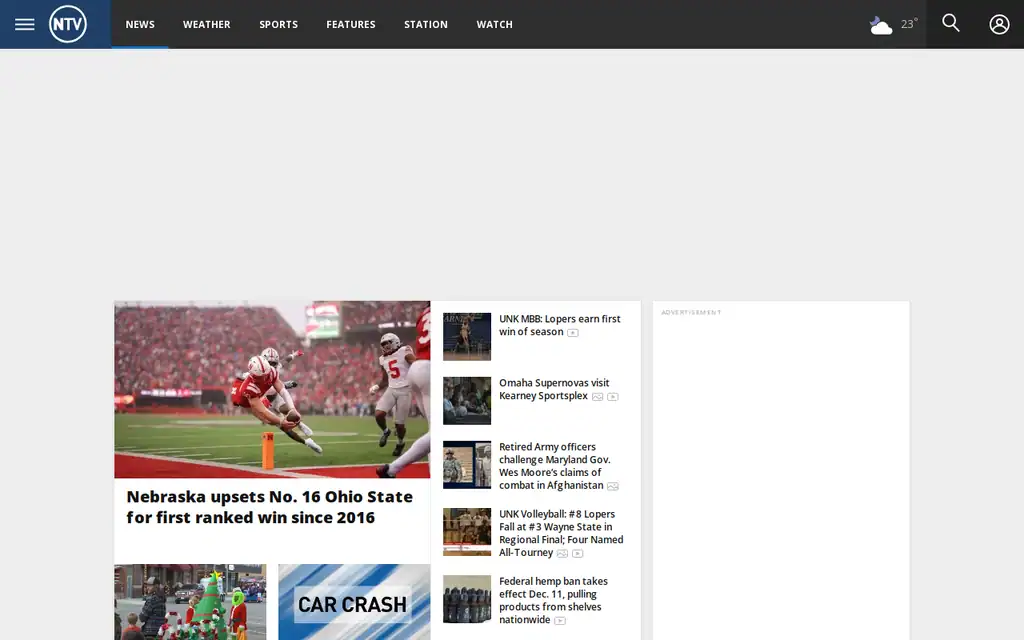 NTV
NEWS
WEATHER
SPORTS
FEATURES
STATION
WATCH
23°
ADVERTISEMENT
Nebraska upsets No. 16 Ohio State
for first ranked win since 2016
UNK MBB: Lopers earn first
win of season
Omaha Supernovas visit
Kearney Sportsplex
Retired Army officers
challenge Maryland Gov.
Wes Moore's claims of
combat in Afghanistan
UNK Volleyball: #8 Lopers
Fall at #3 Wayne State in
Regional Final; Four Named
All-Tourney
Federal hemp ban takes
effect Dec. 11, pulling
products from shelves
nationwide
5
CAR CRASH